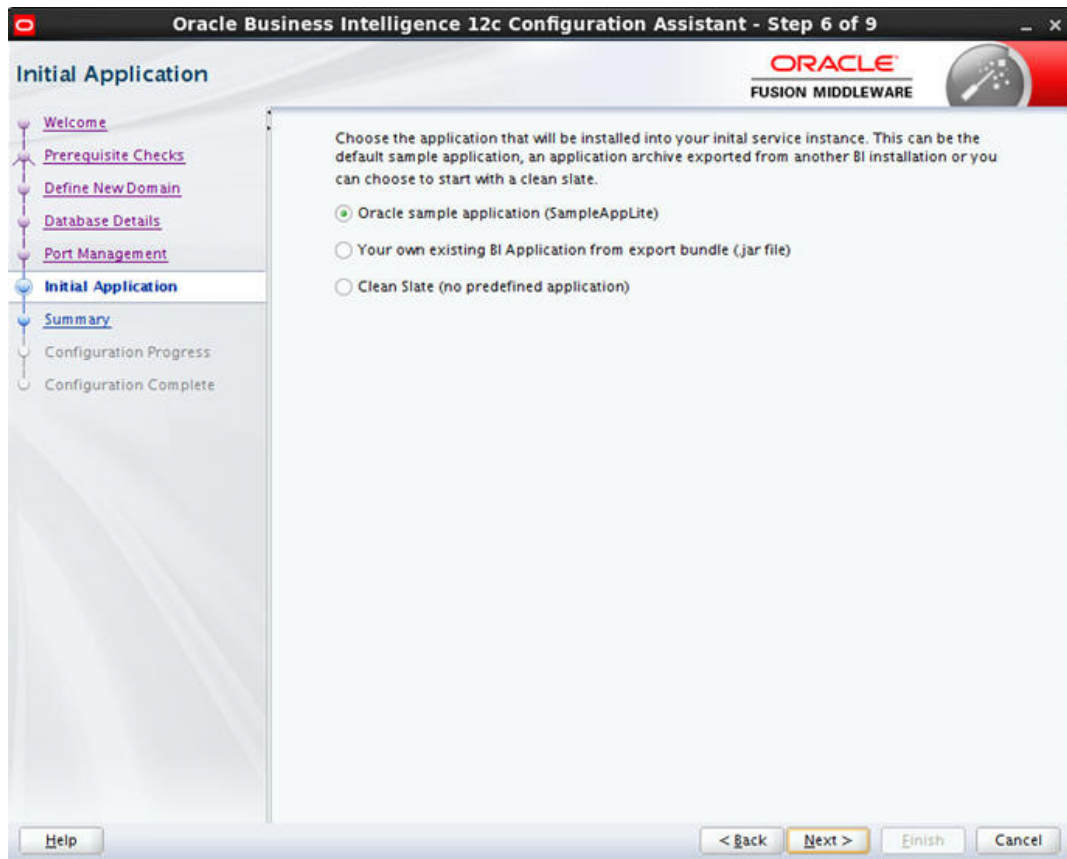 Oracle Business Intelligence 12c Configuration Assistant - Step 6 of 9
Initial Application
ORACLE
FUSION MIDDLEWARE
Welcome
Prerequisite Checks
Define New Domain
Database Details
Port Management
Initial Application
Summary
Configuration Progress
Configuration Complete
Choose the application that will be installed into your inital service instance. This can be the
default sample application, an application archive exported from another BI installation or you
can choose to start with a clean slate.
Oracle sample application (SampleAppLite)
Your own existing BI Application from export bundle (.jar file)
Clean Slate (no predefined application)
Help
< Back
Next >
Finish
Cancel